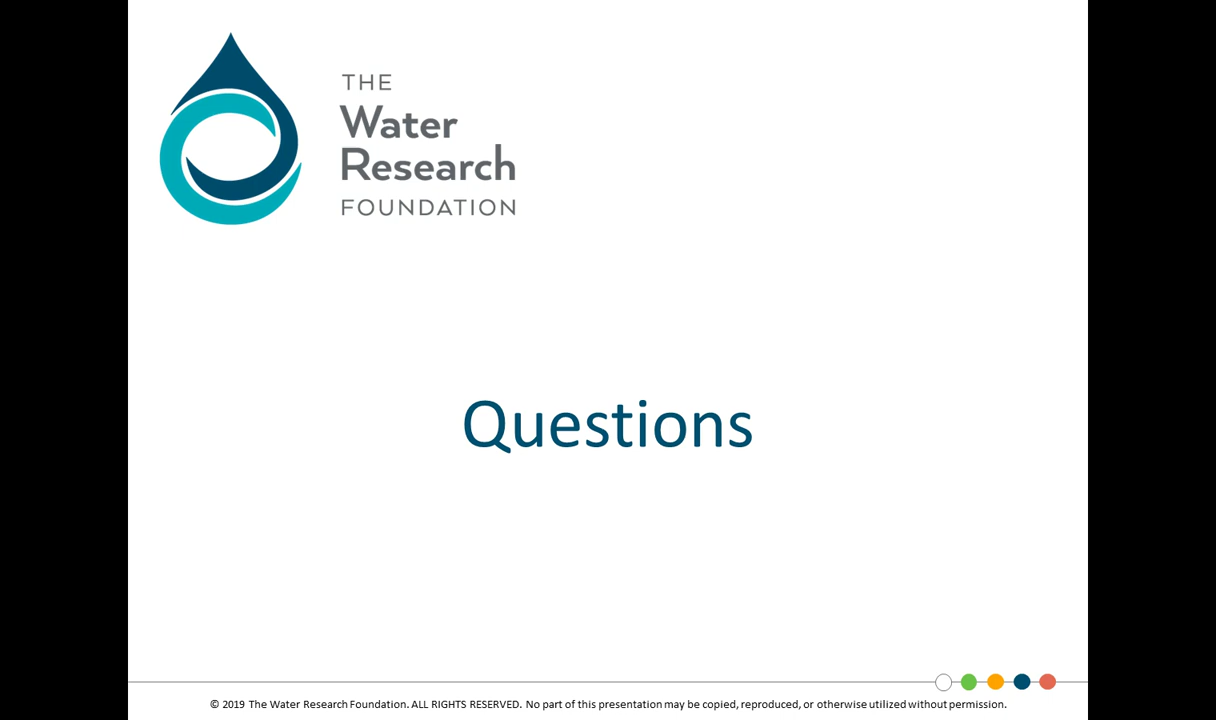 THE
Water
Research
FOUNDATION
Questions
© 2019 The Water Research Foundation. ALL RIGHTS RESERVED. No part of this presentation may be copied, reproduced, or otherwise utilized without permission.